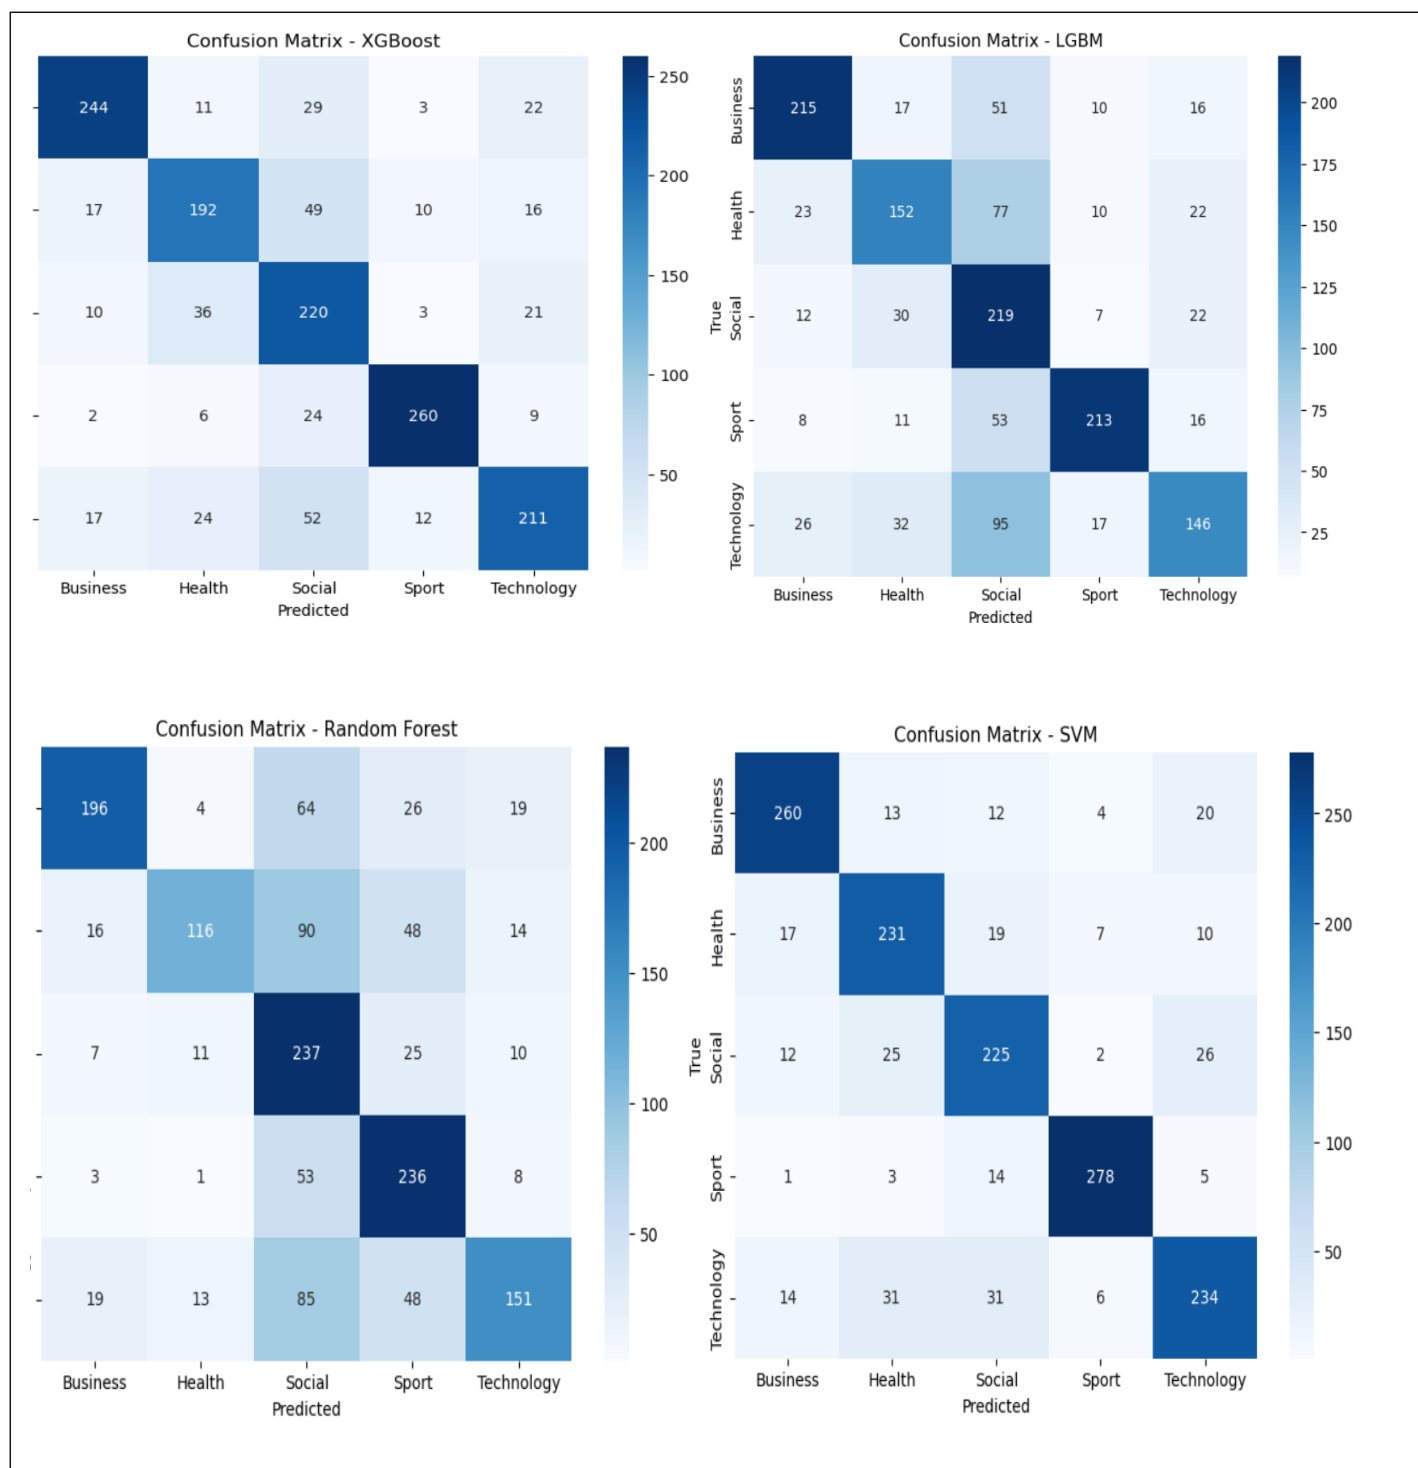 Confusion Matrix - XGBoost
244 11 29 3 22
17 192 49 10 16
10 36 220 3 21
2 6 24 260 9
17 24 52 12 211
Business Health Social Sport Technology
Predicted
250
200
150
100
50
Confusion Matrix - LGBM
True
Business 215 17 51 10 16
Health 23 152 77 10 22
Social 12 30 219 7 22
Sport 8 11 53 213 16
Technology 26 32 95 17 146
Business Health Social Sport Technology
Predicted
200
175
150
125
100
75
50
25
Confusion Matrix - Random Forest
196 4 64 26 19
16 116 90 48 14
7 11 237 25 10
3 1 53 236 8
19 13 85 48 151
Business Health Social Sport Technology
Predicted
200
150
100
50
Confusion Matrix - SVM
True
Business 260 13 12 4 20
Health 17 231 19 7 10
Social 12 25 225 2 26
Sport 1 3 14 278 5
Technology 14 31 31 6 234
Business Health Social Sport Technology
Predicted
250
200
150
100
50